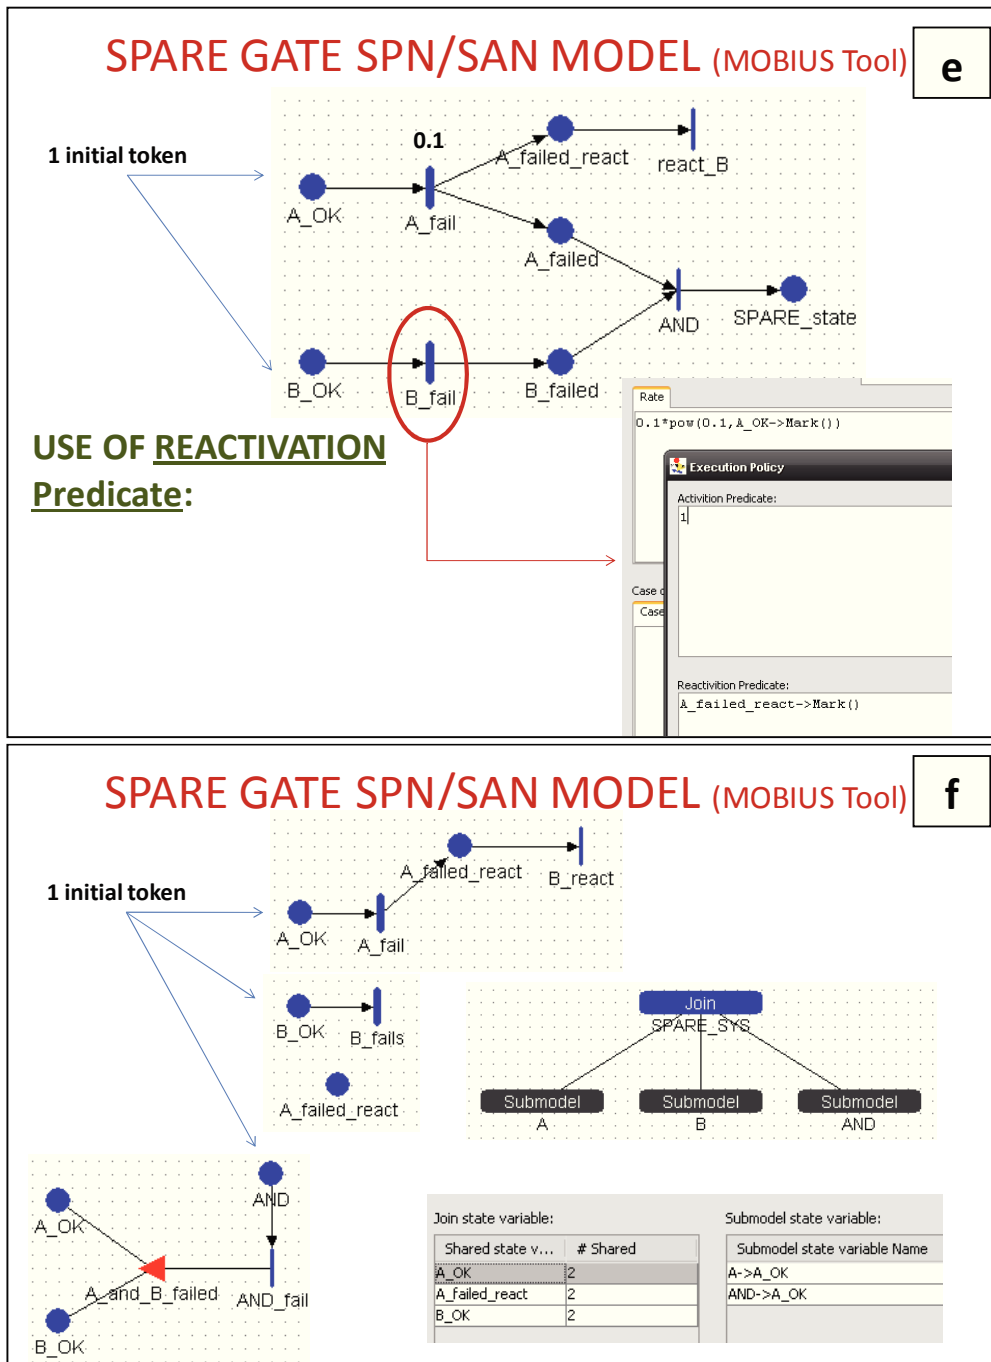 SPARE GATE SPN/SAN MODEL (MOBIUS Tool)
e
1 initial token
0.1
A_failed_react
react_B
A_OK
A_fail
A_failed
AND
SPARE_state
B_OK
B_fail
B_failed
USE OF REACTIVATION
Predicate:
Rate
0.1*pow(0.1,A_OK->Mark())
Execution Policy
Activition Predicate:
1
Case
Case
Reactivition Predicate:
A_failed_react->Mark()
SPARE GATE SPN/SAN MODEL (MOBIUS Tool)
f
1 initial token
A_failed_react
B_react
A_OK
A_fail
B_OK
B_fails
A_failed_react
Join
SPARE_SYS
Submodel
Submodel
Submodel
A
B
AND
AND
A_OK
A_and_B_failed
AND_fail
B_OK
Join state variable:
Submodel state variable:
Shared state v... # Shared
Submodel state variable Name
A_OK 2
A->A_OK
A_failed_react 2
AND->A_OK
B_OK 2